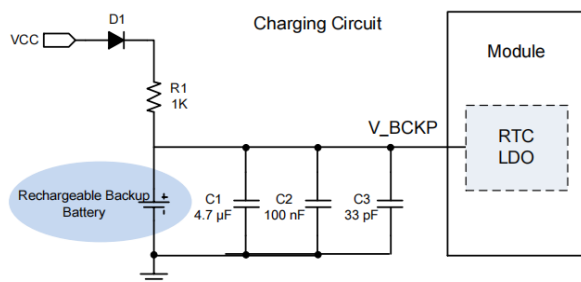 Charging Circuit
D1
VCC
R1
1K
Module
V_BCKP
RTC
LDO
Rechargeable Backup
Battery
+
-
C1
4.7 µF
C2
100 nF
C3
33 pF